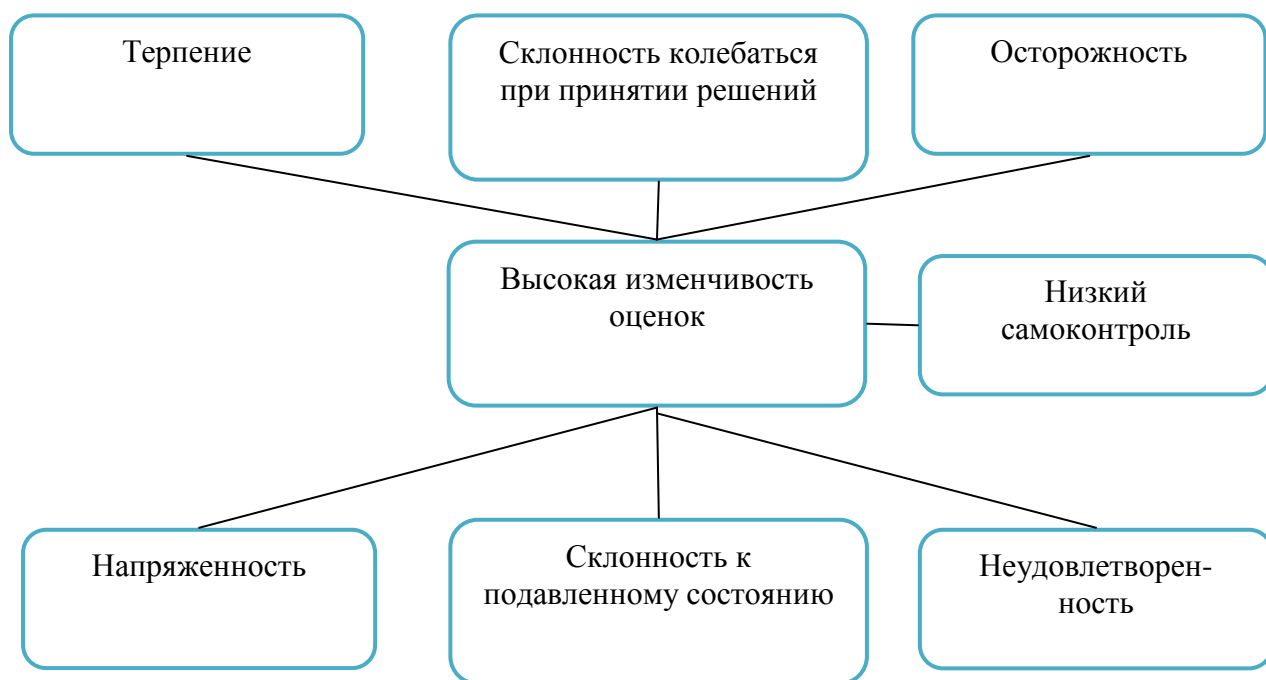 Терпение
Склонность колебаться
при принятии решений
Осторожность
Высокая изменчивость
оценок
Низкий
самоконтроль
Напряженность
Склонность к
подавленному состоянию
Неудовлетворен-
ность